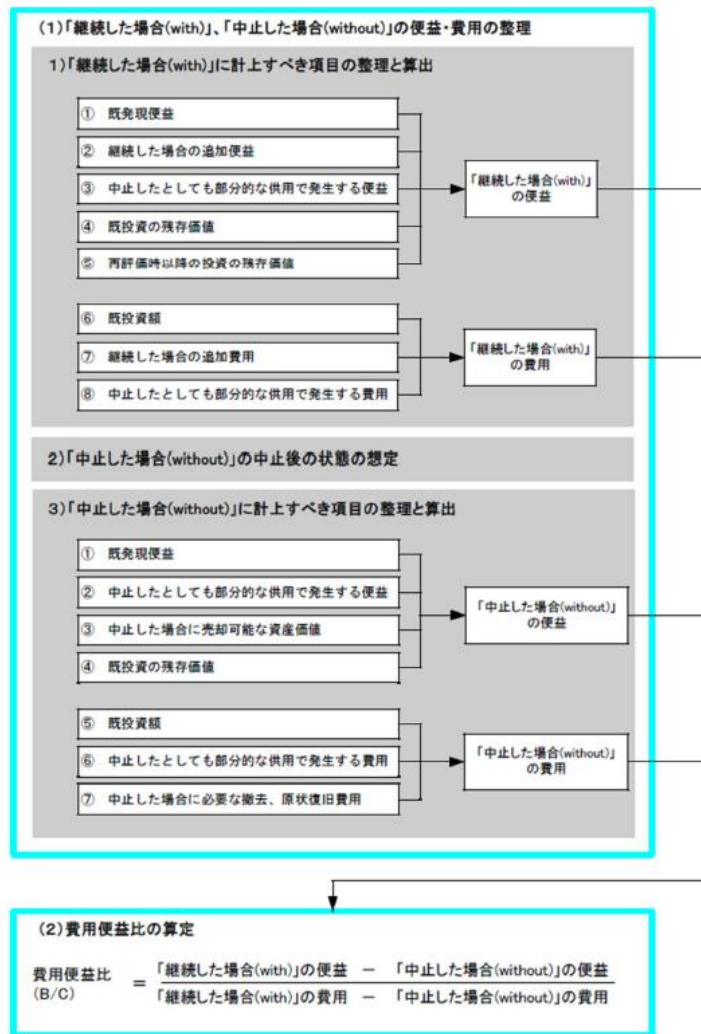 (1)「継続した場合(with)」、「中止した場合(without)」の便益・費用の整理
1)「継続した場合(with)」に計上すべき項目の整理と算出
① 既発現便益
② 継続した場合の追加便益
③ 中止したとしても部分的な供用で発生する便益
④ 既投資の残存価値
⑤ 再評価時以降の投資の残存価値
「継続した場合(with)」
の便益
⑥ 既投資額
⑦ 継続した場合の追加費用
⑧ 中止したとしても部分的な供用で発生する費用
「継続した場合(with)」
の費用
2)「中止した場合(without)」の中止後の状態の想定
3)「中止した場合(without)」に計上すべき項目の整理と算出
① 既発現便益
② 中止したとしても部分的な供用で発生する便益
③ 中止した場合に売却可能な資産価値
④ 既投資の残存価値
「中止した場合(without)」
の便益
⑤ 既投資額
⑥ 中止したとしても部分的な供用で発生する費用
⑦ 中止した場合に必要な撤去、原状復旧費用
「中止した場合(without)」
の費用
(2)費用便益比の算定
費用便益比
(B/C)
=
「継続した場合(with)」の便益 － 「中止した場合(without)」の便益
「継続した場合(with)」の費用 － 「中止した場合(without)」の費用